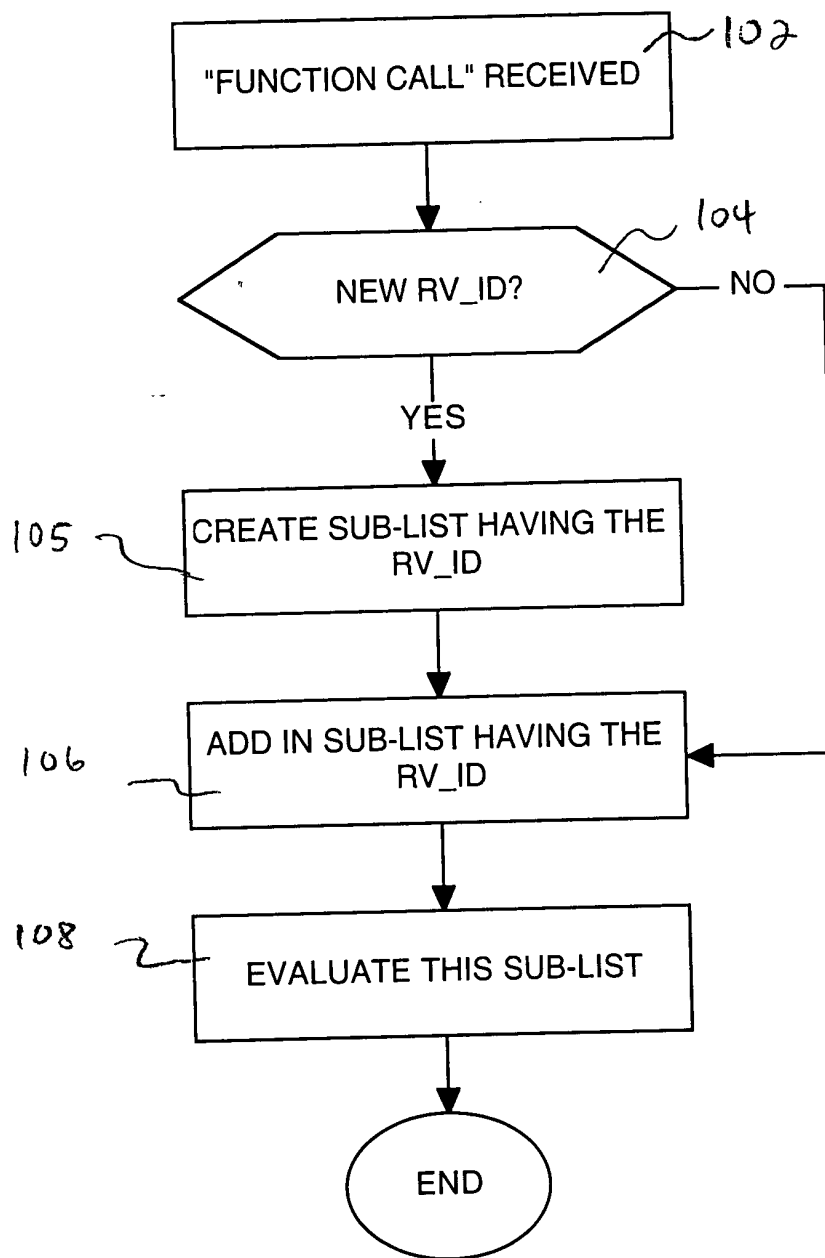 102
"FUNCTION CALL" RECEIVED
104
NEW RV_ID?
NO
YES
105
CREATE SUB-LIST HAVING THE
RV_ID
106
ADD IN SUB-LIST HAVING THE
RV_ID
108
EVALUATE THIS SUB-LIST
END